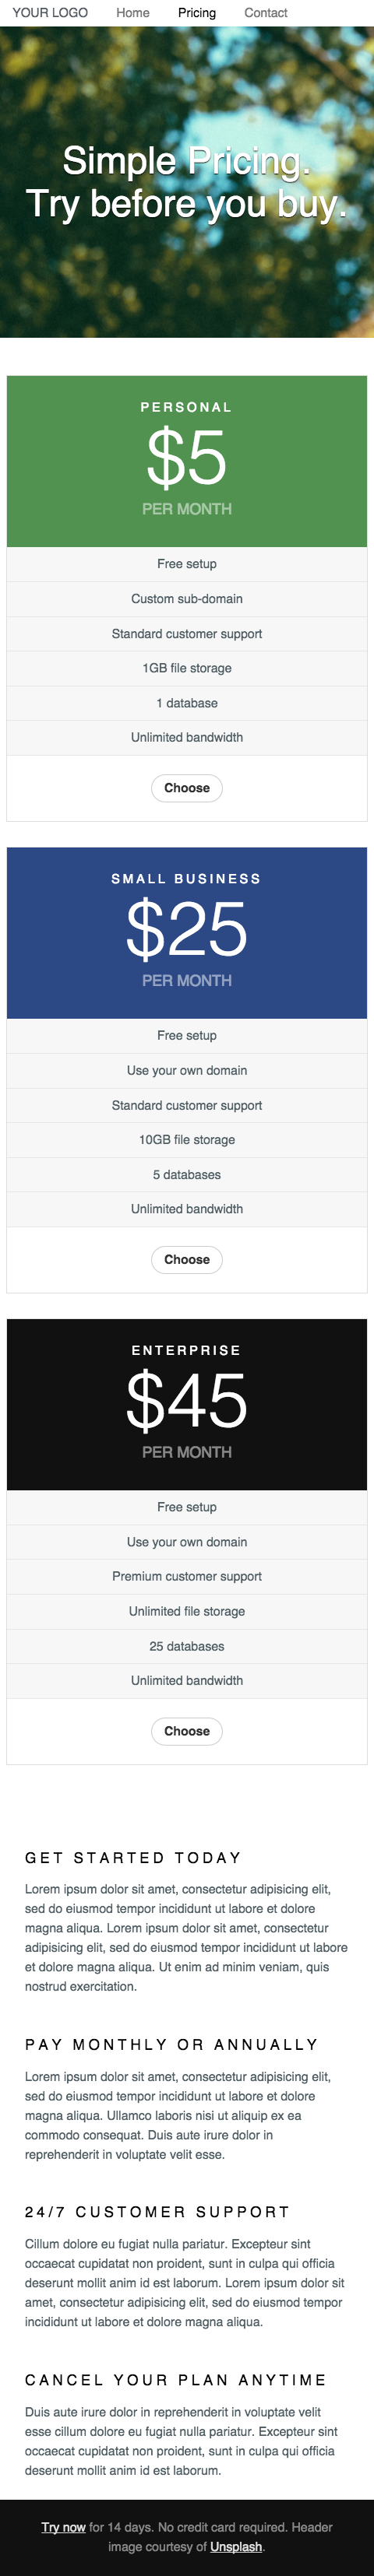 YOUR LOGO Home Pricing Contact
Simple Pricing.
Try before you buy.
PERSONAL
$5
PER MONTH
Free setup
Custom sub-domain
Standard customer support
1GB file storage
1 database
Unlimited bandwidth
Choose
SMALL BUSINESS
$25
PER MONTH
Free setup
Use your own domain
Standard customer support
10GB file storage
5 databases
Unlimited bandwidth
Choose
ENTERPRISE
$45
PER MONTH
Free setup
Use your own domain
Premium customer support
Unlimited file storage
25 databases
Unlimited bandwidth
Choose
GET STARTED TODAY
Lorem ipsum dolor sit amet, consectetur adipisicing elit,
sed do eiusmod tempor incididunt ut labore et dolore
magna aliqua. Lorem ipsum dolor sit amet, consectetur
adipisicing elit, sed do eiusmod tempor incididunt ut labore
et dolore magna aliqua. Ut enim ad minim veniam, quis
nostrud exercitation.
PAY MONTHLY OR ANNUALLY
Lorem ipsum dolor sit amet, consectetur adipisicing elit,
sed do eiusmod tempor incididunt ut labore et dolore
magna aliqua. Ullamco laboris nisi ut aliquip ex ea
commodo consequat. Duis aute irure dolor in
reprehenderit in voluptate velit esse.
24/7 CUSTOMER SUPPORT
Cillum dolore eu fugiat nulla pariatur. Excepteur sint
occaecat cupidatat non proident, sunt in culpa qui officia
deserunt mollit anim id est laborum. Lorem ipsum dolor sit
amet, consectetur adipisicing elit, sed do eiusmod tempor
incididunt ut labore et dolore magna aliqua.
CANCEL YOUR PLAN ANYTIME
Duis aute irure dolor in reprehenderit in voluptate velit
esse cillum dolore eu fugiat nulla pariatur. Excepteur sint
occaecat cupidatat non proident, sunt in culpa qui officia
deserunt mollit anim id est laborum.
Try now for 14 days. No credit card required. Header
image courtesy of Unsplash.